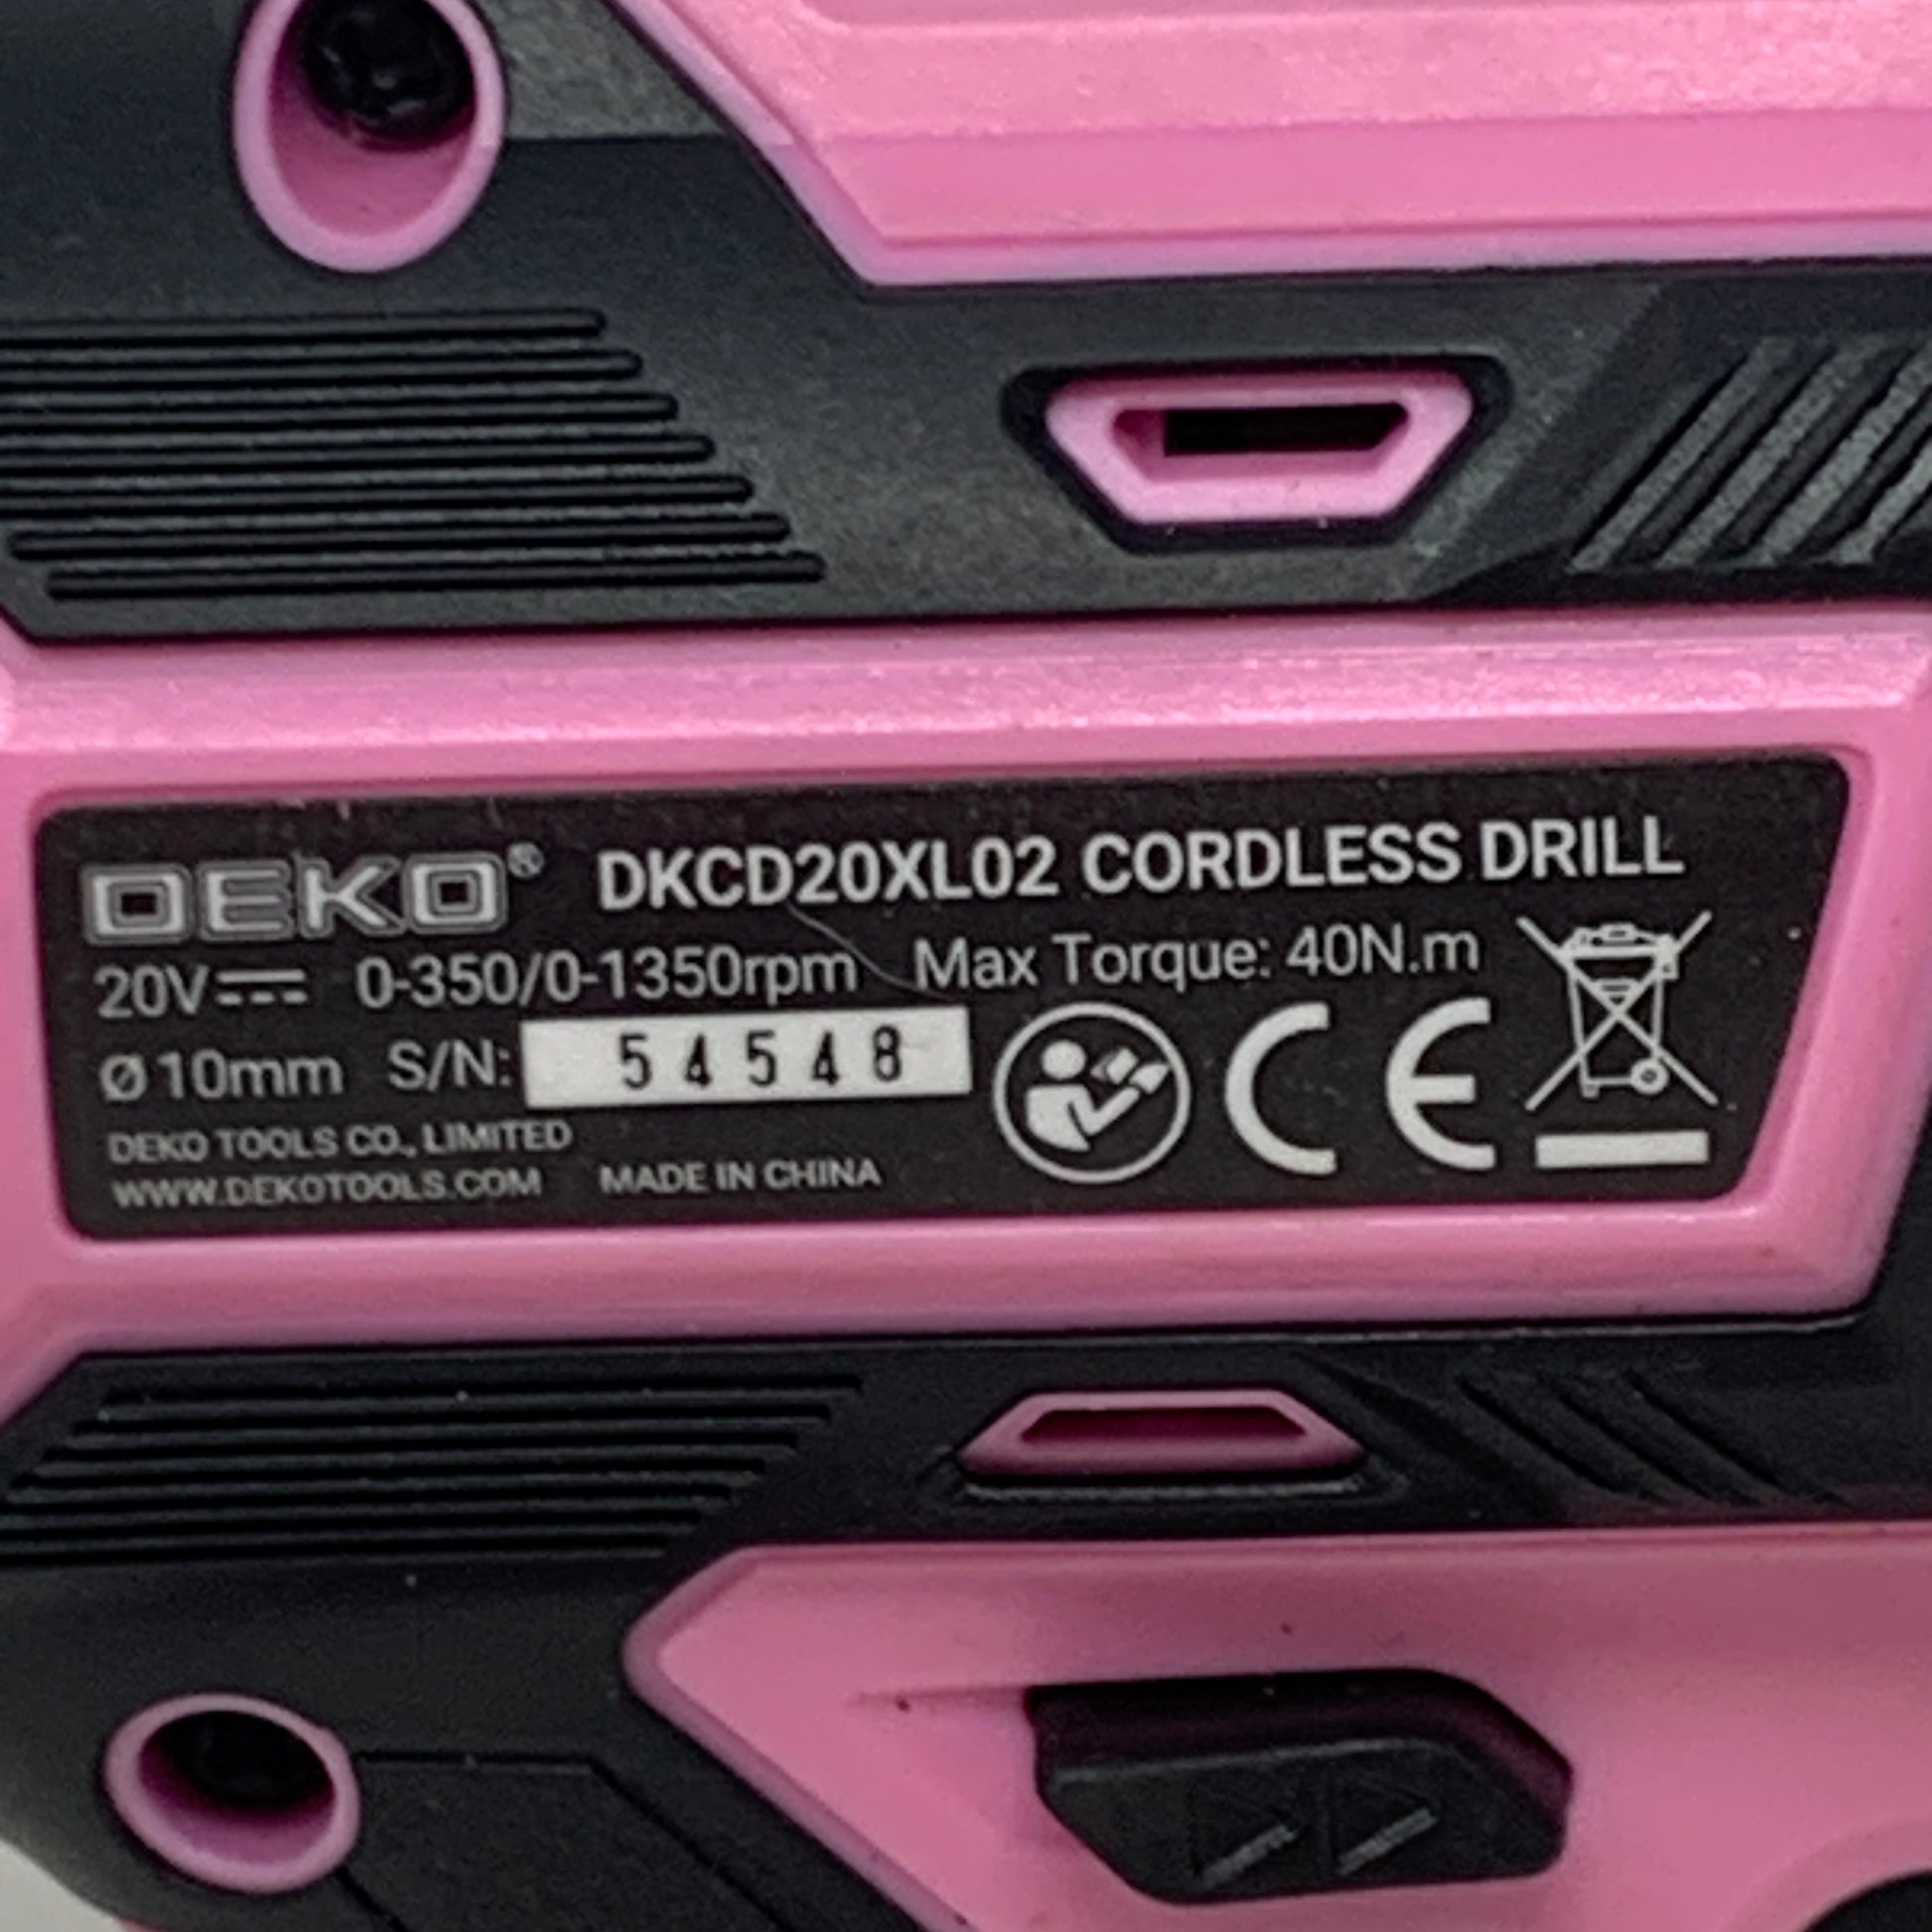 DEKO® DKCD20XL02 CORDLESS DRILL
20V⎓ 0-350/0-1350rpm Max Torque: 40N.m
Ø10mm S/N: 54548
CE
DEKO TOOLS CO., LIMITED
WWW.DEKOTOOLS.COM MADE IN CHINA